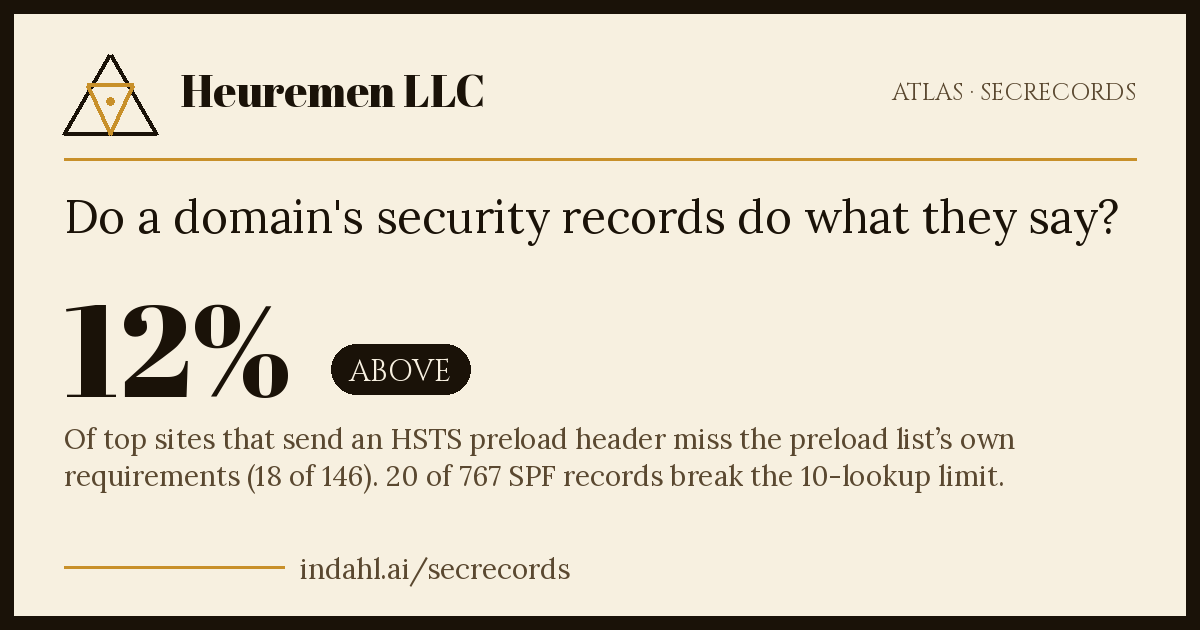 Heuremen LLC
ATLAS · SECRECORDS
Do a domain's security records do what they say?
12%
ABOVE
Of top sites that send an HSTS preload header miss the preload list’s own
requirements (18 of 146). 20 of 767 SPF records break the 10-lookup limit.
indahl.ai/secrecords